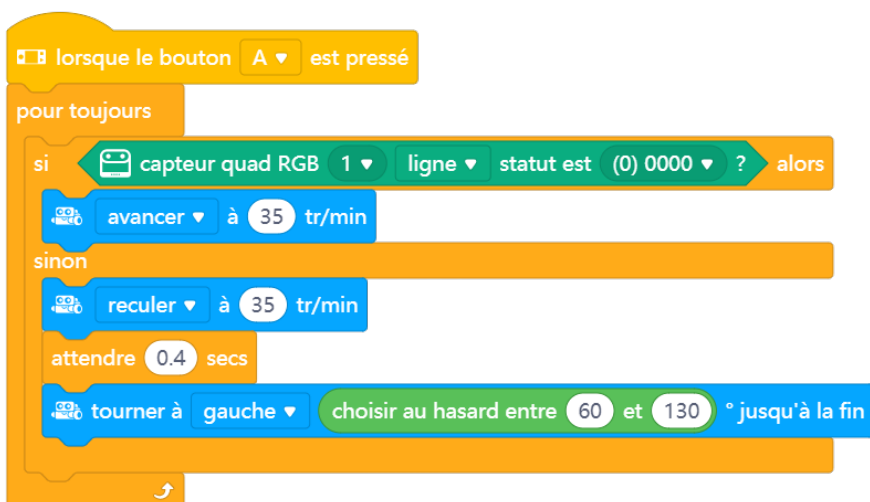 lorsque le bouton A est pressé
pour toujours
si capteur quad RGB 1 ligne statut est (0) 0000 ? alors
avancer à 35 tr/min
sinon
reculer à 35 tr/min
attendre 0.4 secs
tourner à gauche choisir au hasard entre 60 et 130 ° jusqu'à la fin